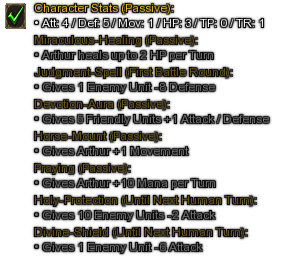 Character Stats (Passive):
• Att: 4 / Def: 5 / Mov: 1 / HP: 3 / TP: 0 / TR: 1
Miraculous-Healing (Passive):
• Arthur heals up to 2 HP per Turn
Judgment-Spell (First Battle Round):
• Gives 1 Enemy Unit -8 Defense
Devotion-Aura (Passive):
• Gives 5 Friendly Units +1 Attack / Defense
Horse-Mount (Passive):
• Gives Arthur +1 Movement
Praying (Passive):
• Gives Arthur +10 Mana per Turn
Holy-Protection (Until Next Human Turn):
• Gives 10 Enemy Units -2 Attack
Divine-Shield (Until Next Human Turn):
• Gives 1 Enemy Unit -6 Attack